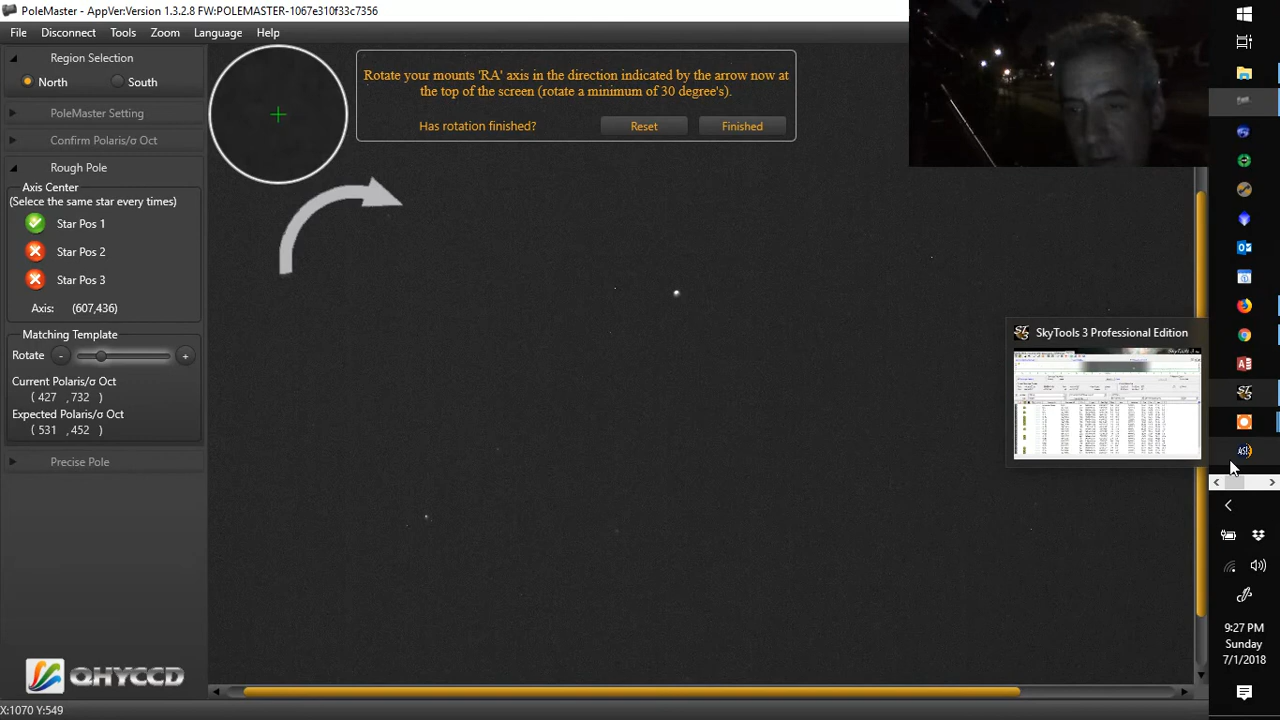 PoleMaster - AppVer:Version 1.3.2.8 FW:POLEMASTER-1067e310f33c7356
File Disconnect Tools Zoom Language Help
Region Selection
North South
PoleMaster Setting
Confirm Polaris/σ Oct
Rough Pole
Axis Center
(Select the same star every times)
Star Pos 1
Star Pos 2
Star Pos 3
Axis: (607,436)
Matching Template
Rotate - +
Current Polaris/σ Oct
( 427 ,732 )
Expected Polaris/σ Oct
( 531 ,452 )
Precise Pole
QHYCCD
X:1070 Y:549
Rotate your mounts 'RA' axis in the direction indicated by the arrow now at
the top of the screen (rotate a minimum of 30 degree's).
Has rotation finished? Reset Finished
SkyTools 3 Professional Edition
9:27 PM
Sunday
7/1/2018